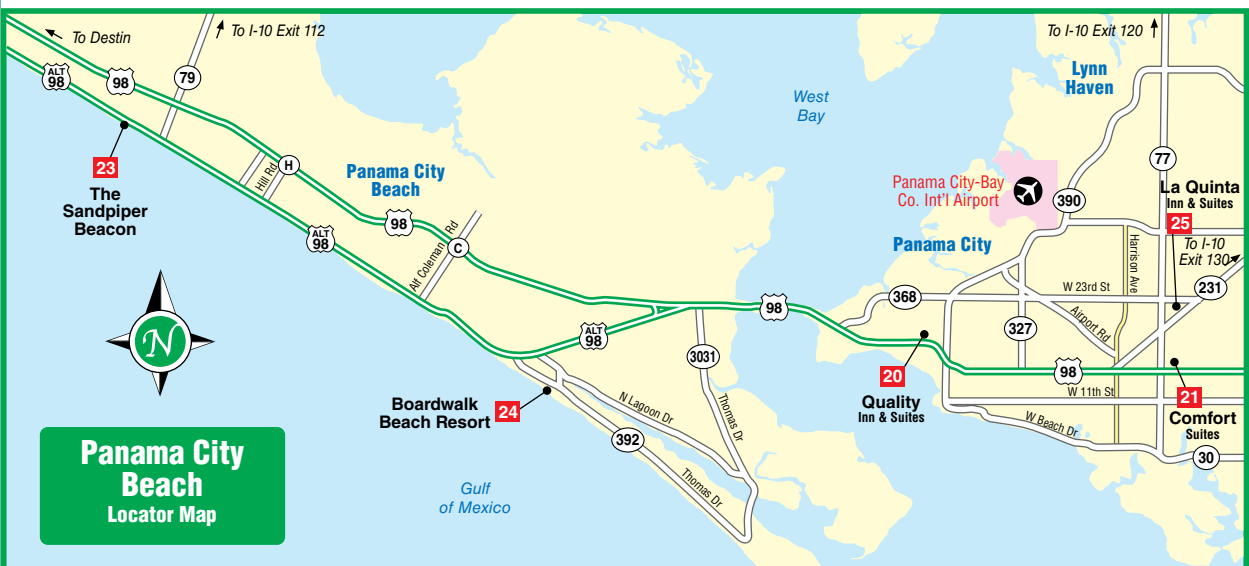 To Destin
To I-10 Exit 112
To I-10 Exit 120
ALT
98
98
79
Lynn
Haven
West
Bay
23
The
Sandpiper
Beacon
Hill Rd
H
Panama City
Beach
98
ALT
98
Alf Coleman Rd
C
Panama City-Bay
Co. Int'l Airport
390
77
La Quinta
Inn & Suites
25
Panama City
Harrison Ave
To I-10
Exit 130
231
368
W 23rd St
Airport Rd
327
98
ALT
98
3031
20
Quality
Inn & Suites
98
W 11th St
21
Comfort
Suites
W Beach Dr
30
N
Boardwalk
Beach Resort
24
N Lagoon Dr
Thomas Dr
392
Thomas Dr
Gulf
of Mexico
Panama City
Beach
Locator Map